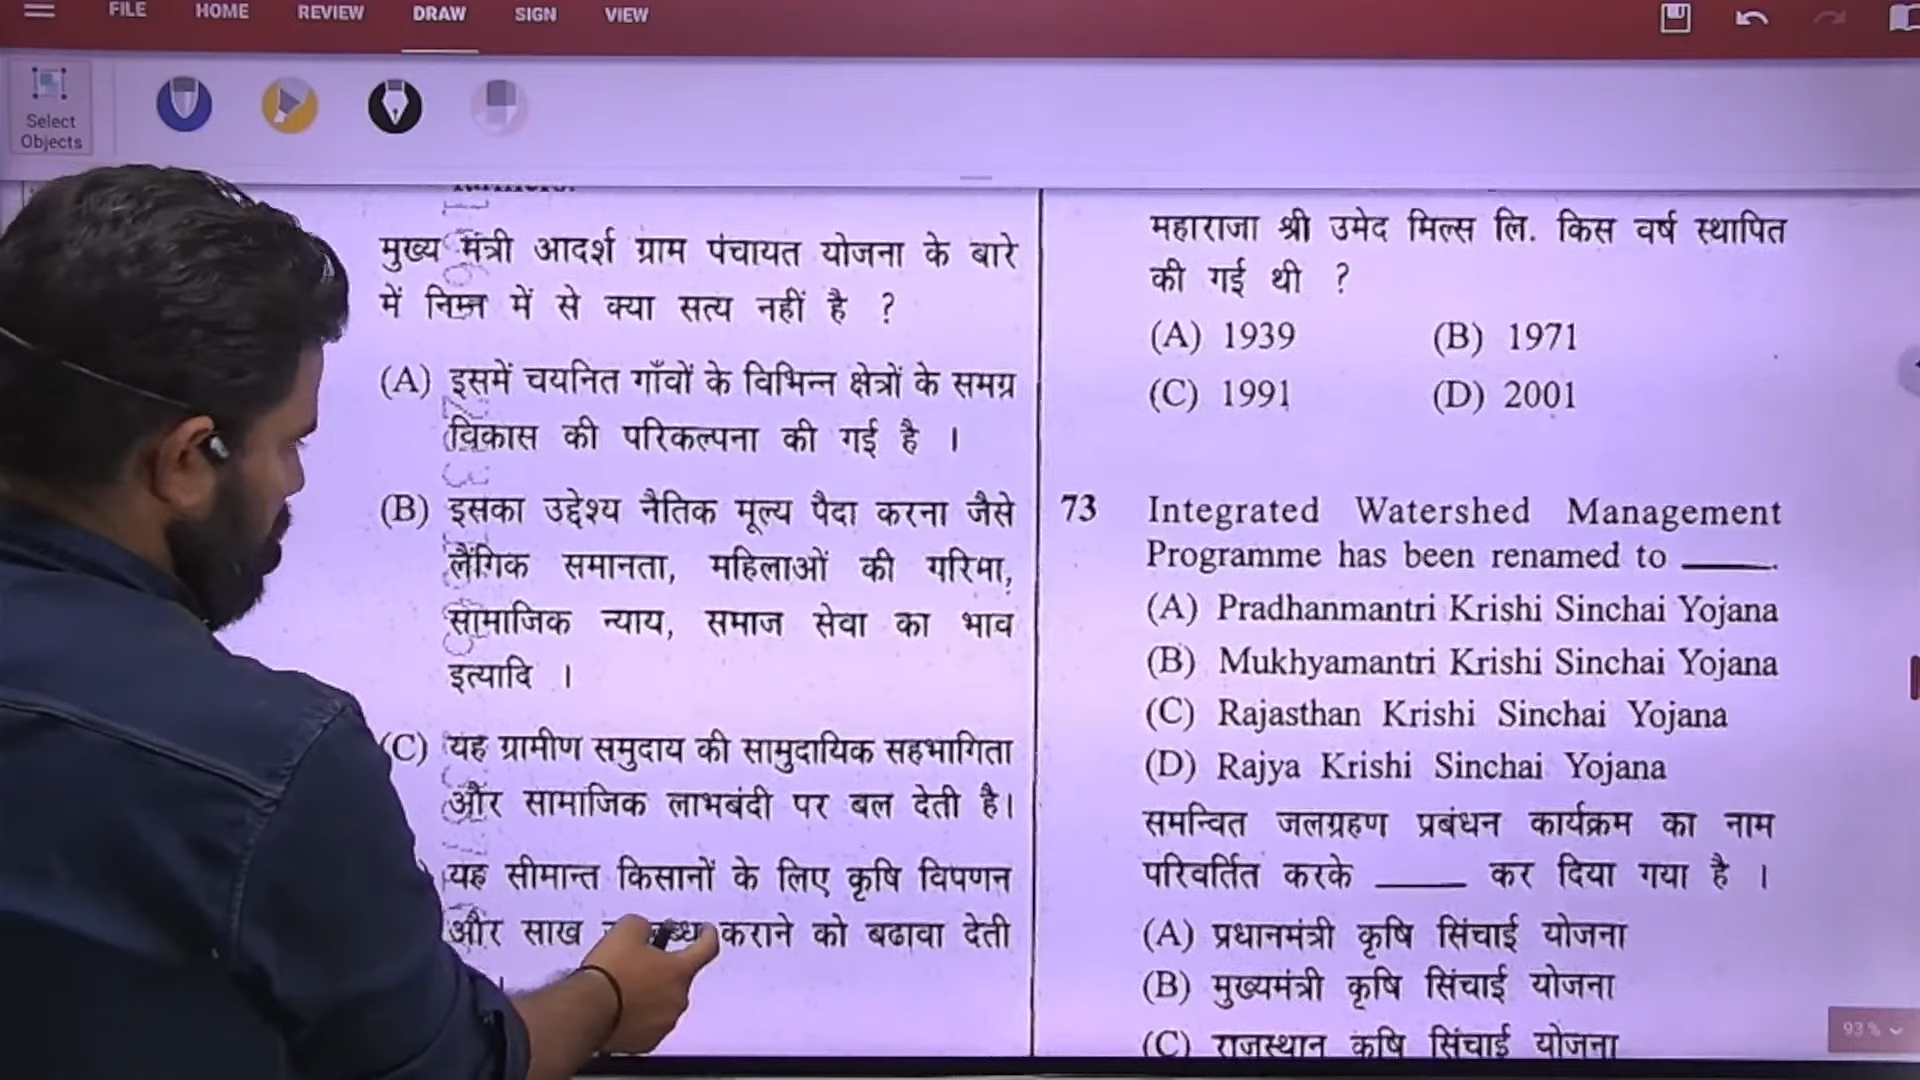 FILE HOME REVIEW DRAW SIGN VIEW
Select
Objects
मुख्य मंत्री आदर्श ग्राम पंचायत योजना के बारे
में निम्न में से क्या सत्य नहीं है ?
(A) इसमें चयनित गाँवों के विभिन्न क्षेत्रों के समग्र
विकास की परिकल्पना की गई है ।
(B) इसका उद्देश्य नैतिक मूल्य पैदा करना जैसे
लैंगिक समानता, महिलाओं की गरिमा,
सामाजिक न्याय, समाज सेवा का भाव
इत्यादि ।
(C) यह ग्रामीण समुदाय की सामुदायिक सहभागिता
और सामाजिक लाभबंदी पर बल देती है।
यह सीमान्त किसानों के लिए कृषि विपणन
और साख कराने को बढावा देती
महाराजा श्री उमेद मिल्स लि. किस वर्ष स्थापित
की गई थी ?
(A) 1939 (B) 1971
(C) 1991 (D) 2001
73 Integrated Watershed Management
Programme has been renamed to ____.
(A) Pradhanmantri Krishi Sinchai Yojana
(B) Mukhyamantri Krishi Sinchai Yojana
(C) Rajasthan Krishi Sinchai Yojana
(D) Rajya Krishi Sinchai Yojana
समन्वित जलग्रहण प्रबंधन कार्यक्रम का नाम
परिवर्तित करके ____ कर दिया गया है ।
(A) प्रधानमंत्री कृषि सिंचाई योजना
(B) मुख्यमंत्री कृषि सिंचाई योजना
(C) राजस्थान कृषि सिंचाई योजना
93 %